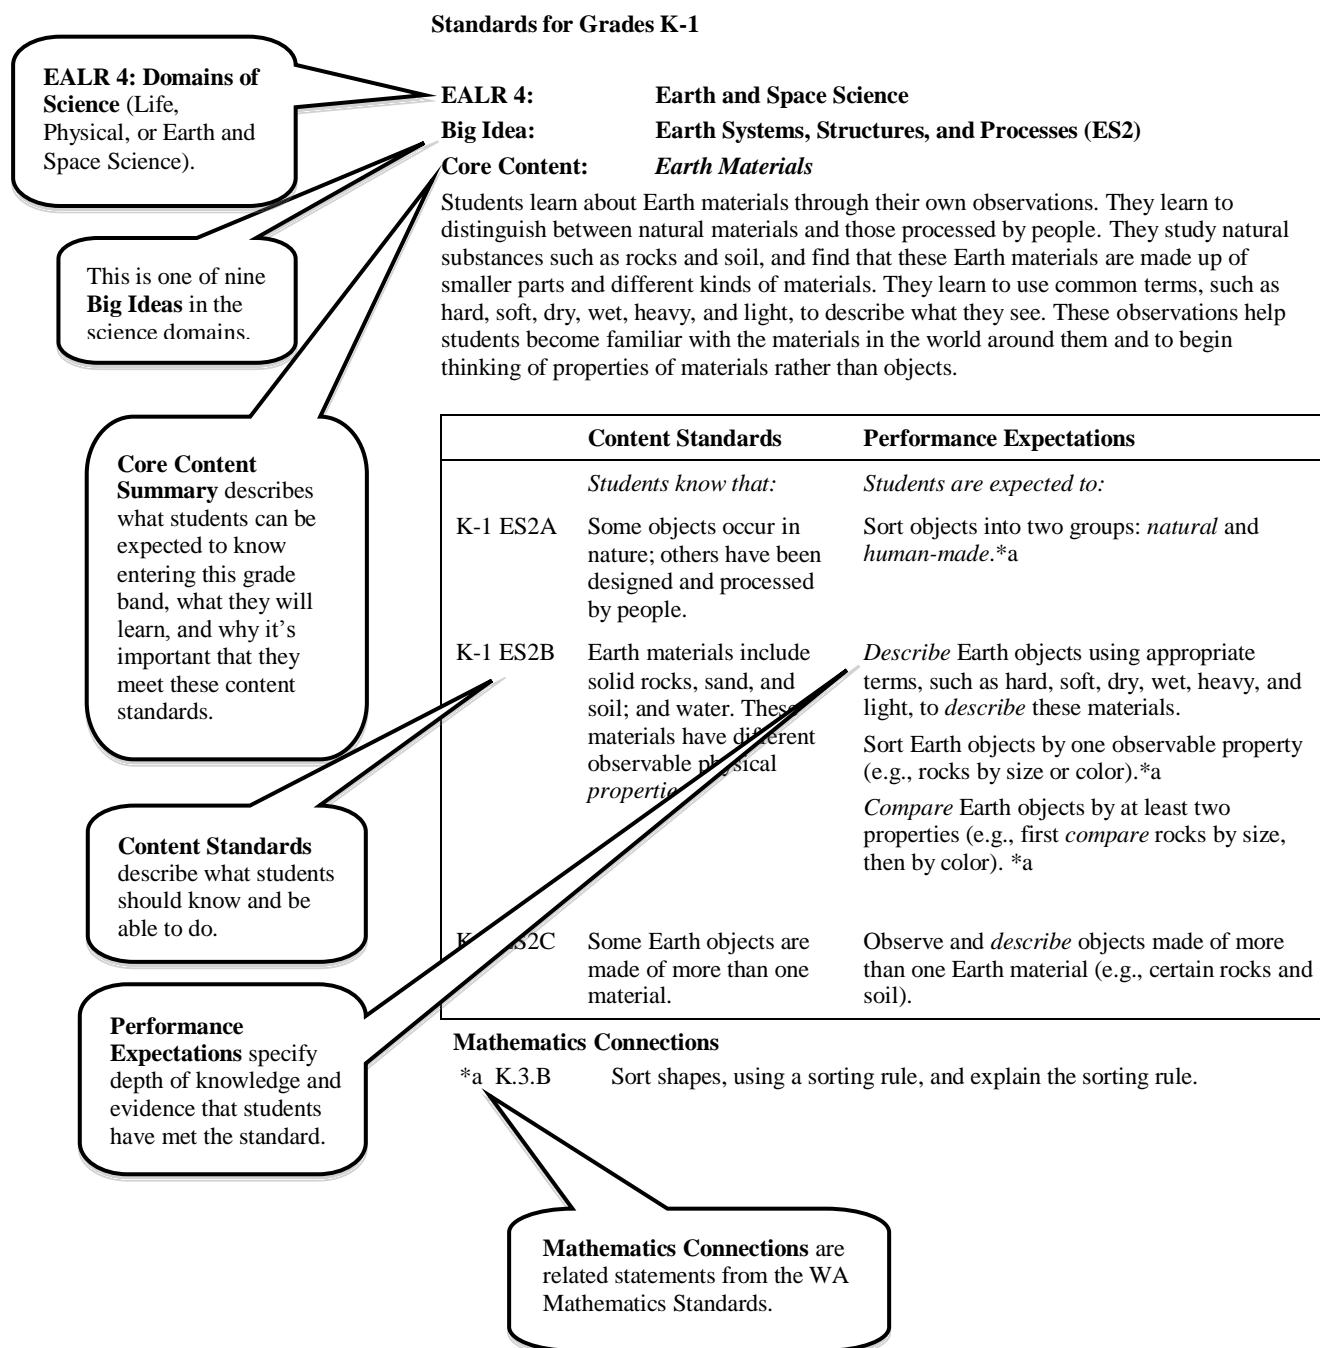 Standards for Grades K-1
EALR 4: Domains of
Science (Life,
Physical, or Earth and
Space Science).
EALR 4: Earth and Space Science
Big Idea: Earth Systems, Structures, and Processes (ES2)
Core Content: Earth Materials
Students learn about Earth materials through their own observations. They learn to
distinguish between natural materials and those processed by people. They study natural
substances such as rocks and soil, and find that these Earth materials are made up of
smaller parts and different kinds of materials. They learn to use common terms, such as
hard, soft, dry, wet, heavy, and light, to describe what they see. These observations help
students become familiar with the materials in the world around them and to begin
thinking of properties of materials rather than objects.
This is one of nine
Big Ideas in the
science domains.
Core Content
Summary describes
what students can be
expected to know
entering this grade
band, what they will
learn, and why it's
important that they
meet these content
standards.
Content Standards Performance Expectations
Students know that: Students are expected to:
K-1 ES2A
Some objects occur in
nature; others have been
designed and processed
by people.
Sort objects into two groups: natural and
human-made.*a
K-1 ES2B
Earth materials include
solid rocks, sand, and
soil; and water. These
materials have different
observable physical
Describe Earth objects using appropriate
terms, such as hard, soft, dry, wet, heavy, and
light, to describe these materials.
Sort Earth objects by one observable property
(e.g., rocks by size or color).*a
Compare Earth objects by at least two
properties (e.g., first compare rocks by size,
then by color). *a
Some Earth objects are
made of more than one
material.
Observe and describe objects made of more
than one Earth material (e.g., certain rocks and
soil).
Content Standards
describe what students
should know and be
able to do.
Performance
Expectations specify
depth of knowledge and
evidence that students
have met the standard.
Mathematics Connections
*a K.3.B Sort shapes, using a sorting rule, and explain the sorting rule.
Mathematics Connections are
related statements from the WA
Mathematics Standards.